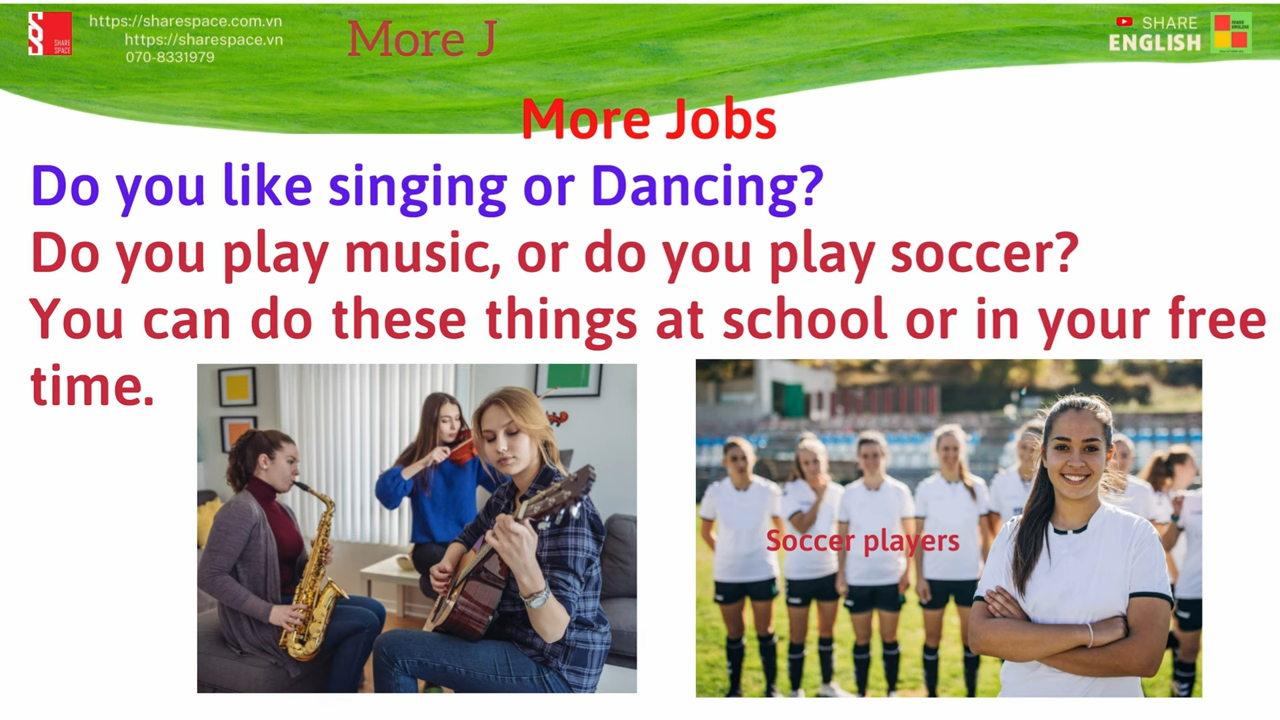 https://sharespace.com.vn
https://sharespace.vn
070-8331979
SHARE
SPACE
More J
SHARE
ENGLISH
More Jobs
Do you like singing or Dancing?
Do you play music, or do you play soccer?
You can do these things at school or in your free
time.
Soccer players